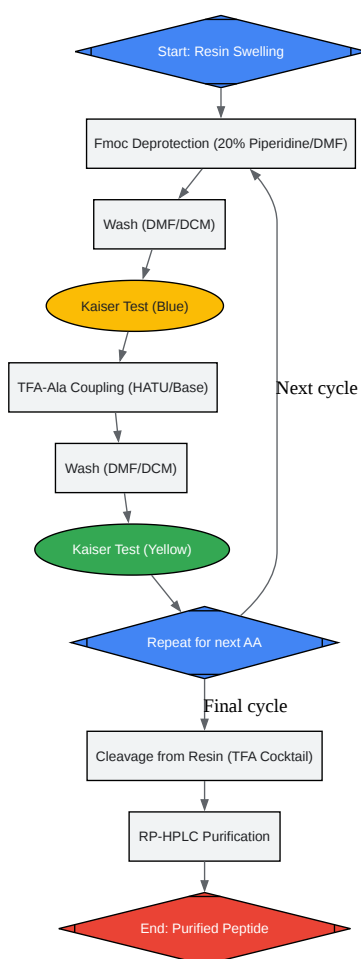 Start: Resin Swelling
Fmoc Deprotection (20% Piperidine/DMF)
Wash (DMF/DCM)
Kaiser Test (Blue)
TFA-Ala Coupling (HATU/Base)
Next cycle
Wash (DMF/DCM)
Kaiser Test (Yellow)
Repeat for next AA
Final cycle
Cleavage from Resin (TFA Cocktail)
RP-HPLC Purification
End: Purified Peptide